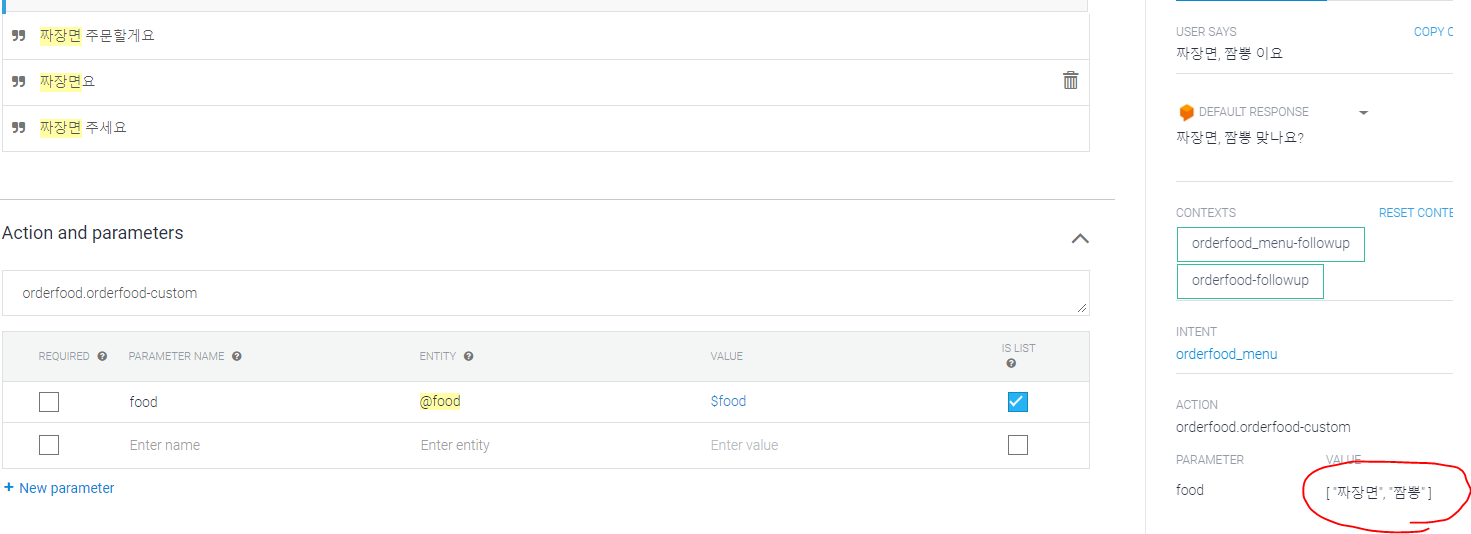 짜장면 주문할게요
짜장면요
짜장면 주세요
Action and parameters
orderfood.orderfood-custom
REQUIRED PARAMETER NAME ENTITY VALUE IS LIST
food @food $food
Enter name Enter entity Enter value
+ New parameter
USER SAYS COPY C
짜장면, 짬뽕 이요
DEFAULT RESPONSE
짜장면, 짬뽕 맞나요?
CONTEXTS RESET CONTE
orderfood_menu-followup
orderfood-followup
INTENT
orderfood_menu
ACTION
orderfood.orderfood-custom
PARAMETER VALUE
food [ "짜장면", "짬뽕" ]